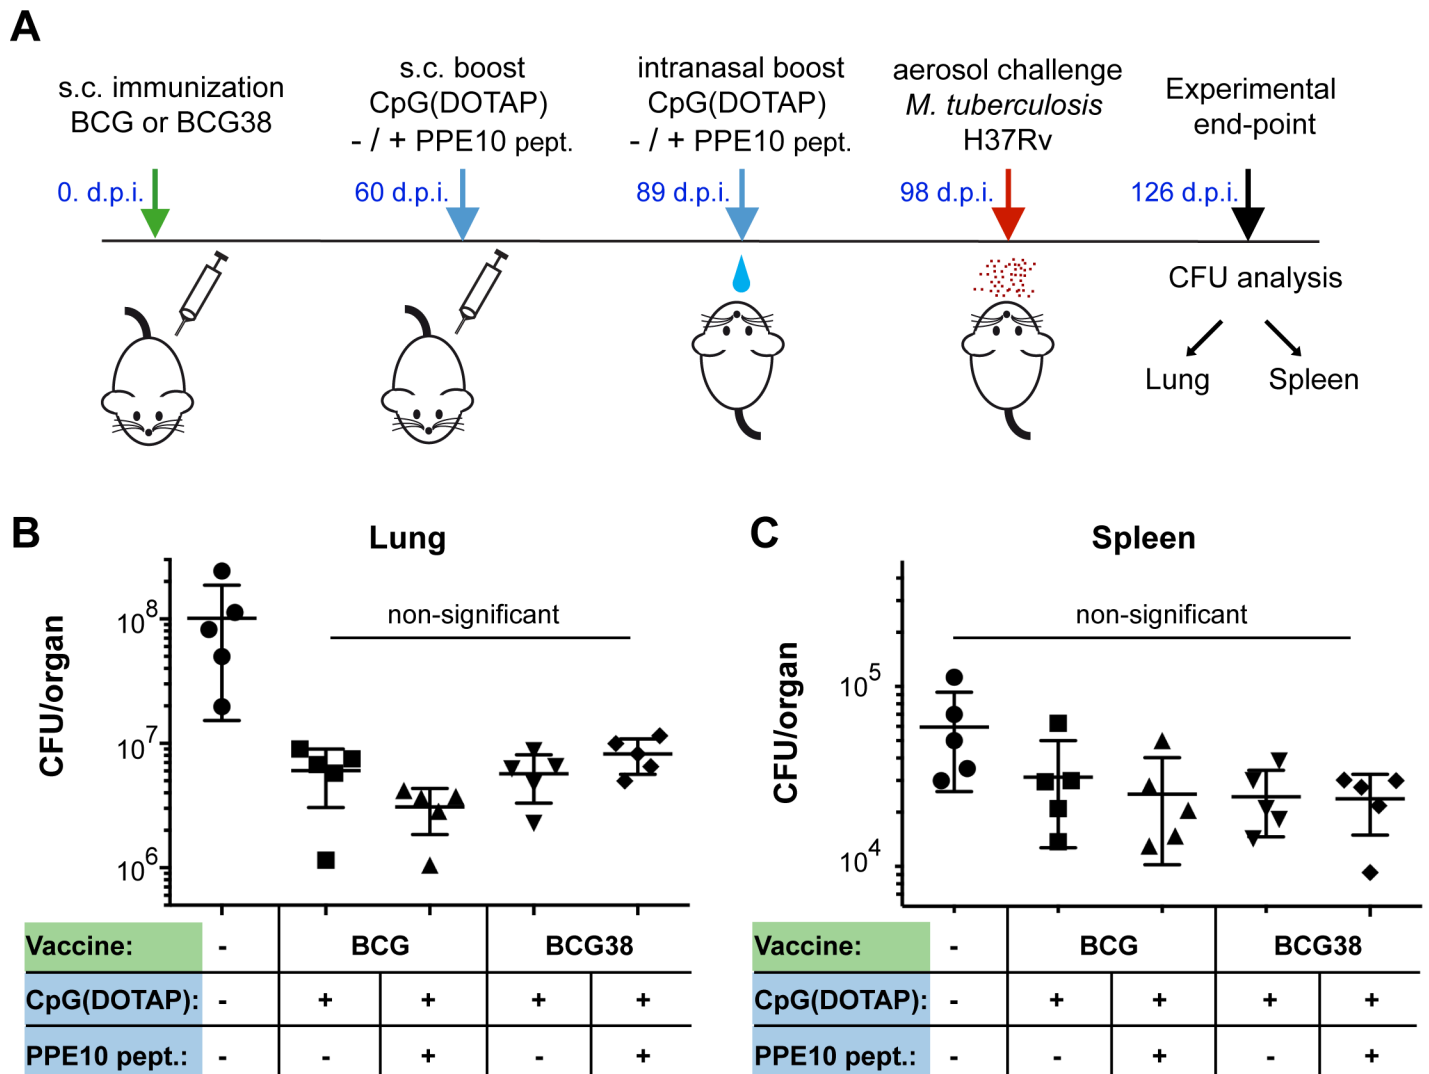 A
s.c. immunization
BCG or BCG38
s.c. boost
CpG(DOTAP)
- / + PPE10 pept.
intranasal boost
CpG(DOTAP)
- / + PPE10 pept.
aerosol challenge
M. tuberculosis
H37Rv
Experimental
end-point
0. d.p.i.
60 d.p.i.
89 d.p.i.
98 d.p.i.
126 d.p.i.
CFU analysis
Lung
Spleen
B
Lung
CFU/organ
10^8
10^7
10^6
non-significant
Vaccine: - BCG BCG38
CpG(DOTAP): - + + + +
PPE10 pept.: - - + - +
C
Spleen
CFU/organ
10^5
10^4
non-significant
Vaccine: - BCG BCG38
CpG(DOTAP): - + + + +
PPE10 pept.: - - + - +